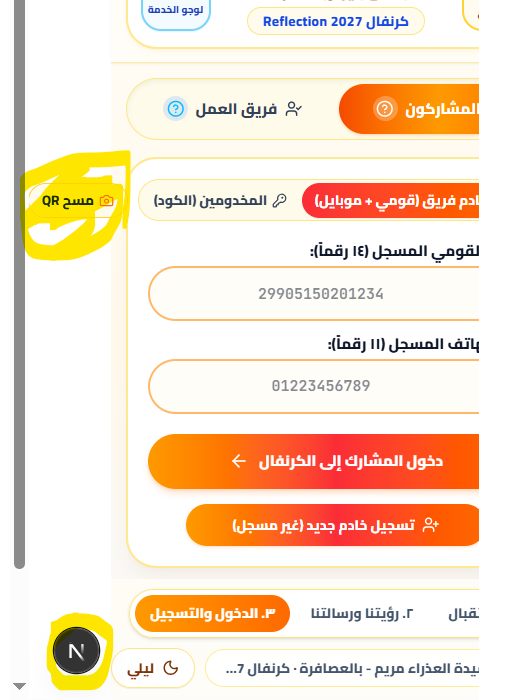 لوجو الخدمة
كرنفال Reflection 2027
المشاركون
فريق العمل
خادم فريق (قومي + موبايل)
المخدومين (الكود)
مسح QR
القومي المسجل (١٤ رقماً):
29905150201234
هاتف المسجل (١١ رقماً):
01223456789
دخول المشارك إلى الكرنفال
تسجيل خادم جديد (غير مسجل)
٢. رؤيتنا ورسالتنا
٣. الدخول والتسجيل
العذراء مريم - بالعصافرة · كرنفال 7...
ليلي
N